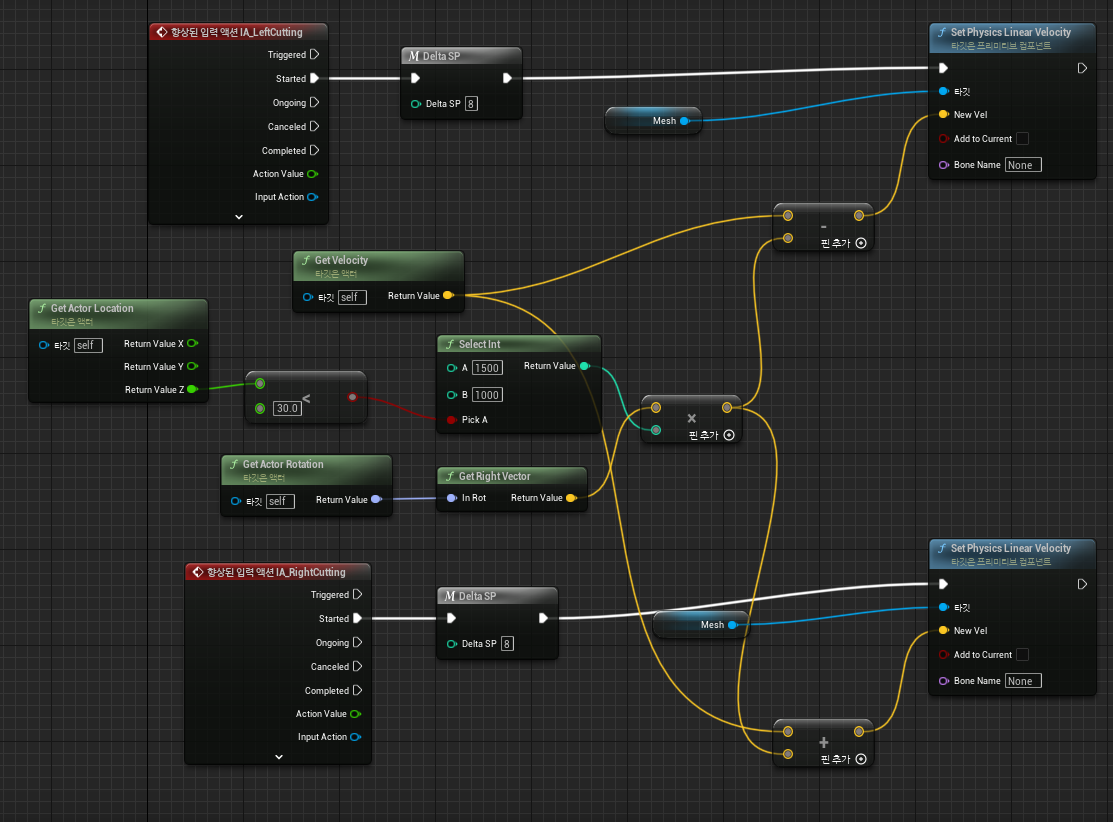 향상된 입력 액션 IA_LeftCutting
Triggered
Started
Ongoing
Canceled
Completed
Action Value
Input Action
Delta SP
Delta SP 8
Mesh
Set Physics Linear Velocity
타깃은 프리미티브 컴포넌트
타깃
New Vel
Add to Current
Bone Name None
-
핀 추가
Get Velocity
타깃은 액터
타깃 self Return Value
Get Actor Location
타깃은 액터
타깃 self Return Value X
Return Value Y
Return Value Z
<
30.0
Select Int
A 1500 Return Value
B 1000
Pick A
×
핀 추가
Get Actor Rotation
타깃은 액터
타깃 self Return Value
Get Right Vector
In Rot Return Value
향상된 입력 액션 IA_RightCutting
Triggered
Started
Ongoing
Canceled
Completed
Action Value
Input Action
Delta SP
Delta SP 8
Mesh
Set Physics Linear Velocity
타깃은 프리미티브 컴포넌트
타깃
New Vel
Add to Current
Bone Name None
+
핀 추가